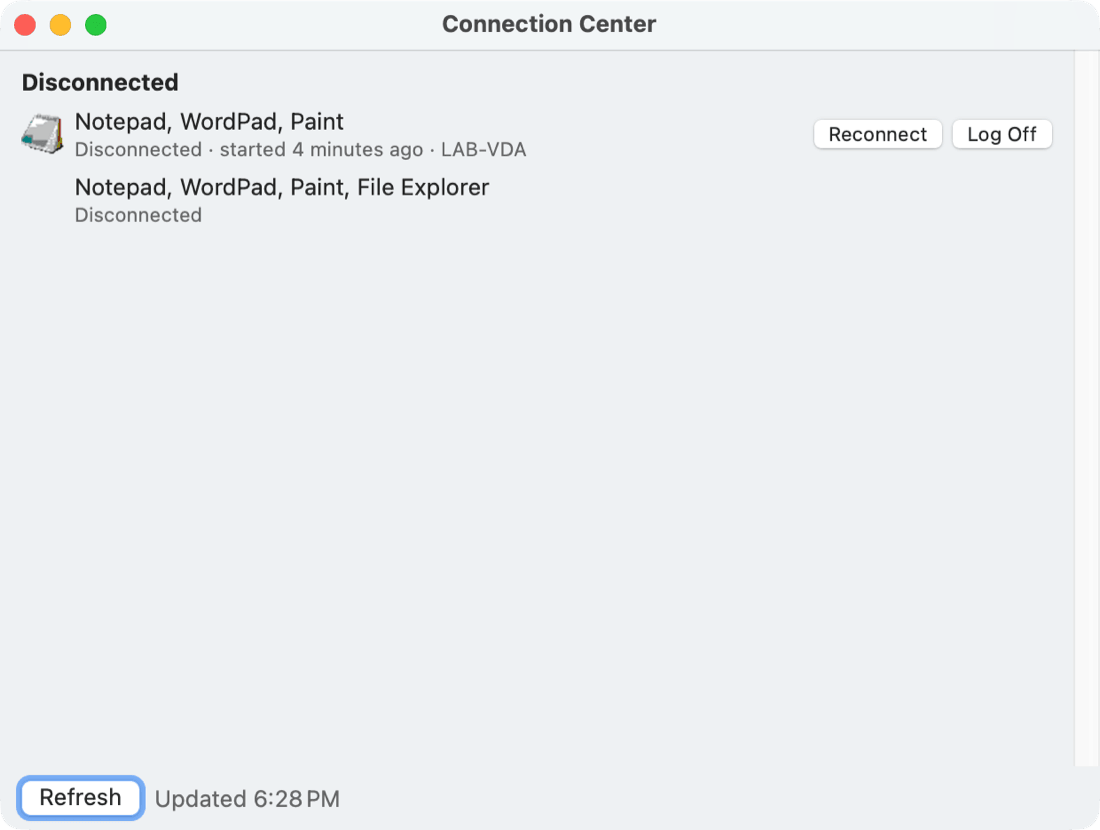 Connection Center
Disconnected
Notepad, WordPad, Paint
Disconnected · started 4 minutes ago · LAB-VDA
Reconnect
Log Off
Notepad, WordPad, Paint, File Explorer
Disconnected
Refresh
Updated 6:28 PM